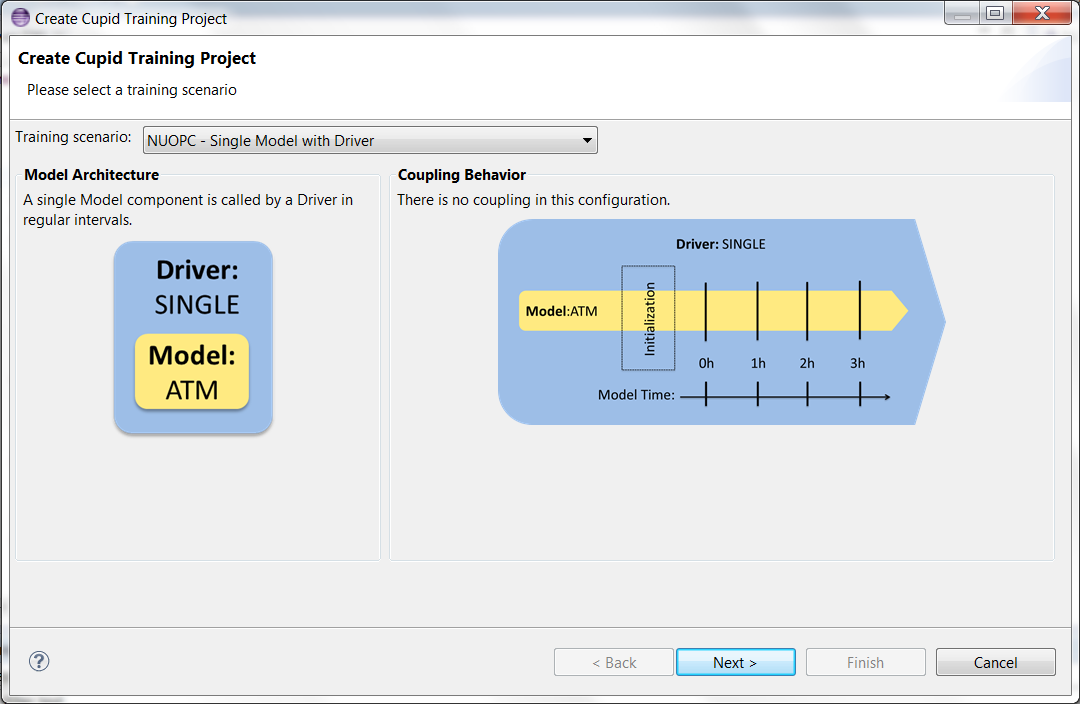 Create Cupid Training Project
Create Cupid Training Project
Please select a training scenario
Training scenario:
NUOPC - Single Model with Driver
Model Architecture
A single Model component is called by a Driver in
regular intervals.
Driver:
SINGLE
Model:
ATM
Coupling Behavior
There is no coupling in this configuration.
Driver: SINGLE
Model:ATM
Initialization
0h 1h 2h 3h
Model Time:
?
< Back
Next >
Finish
Cancel